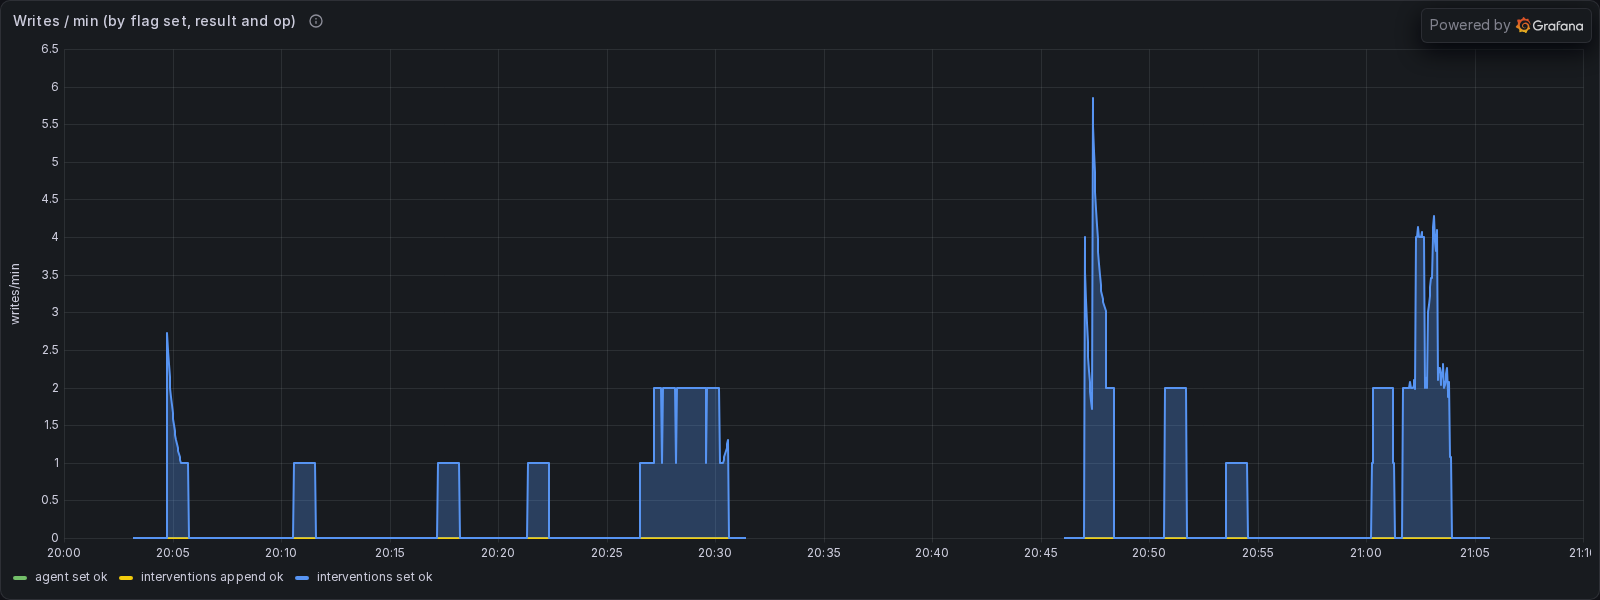 Writes / min (by flag set, result and op)
Powered by Grafana
6.5
6
5.5
5
4.5
4
3.5
3
2.5
2
1.5
1
0.5
0
writes/min
20:00 20:05 20:10 20:15 20:20 20:25 20:30 20:35 20:40 20:45 20:50 20:55 21:00 21:05 21:1
agent set ok interventions append ok interventions set ok